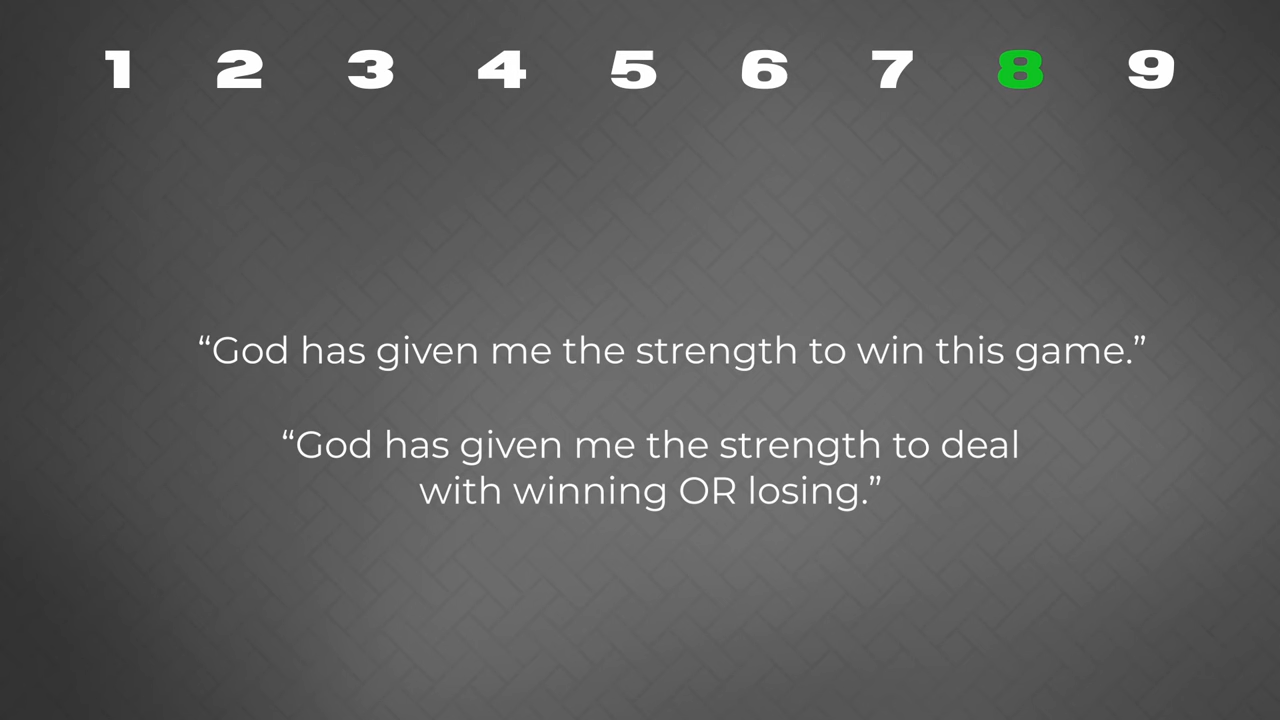 1 2 3 4 5 6 7 8 9
“God has given me the strength to win this game.”
“God has given me the strength to deal
with winning OR losing.”